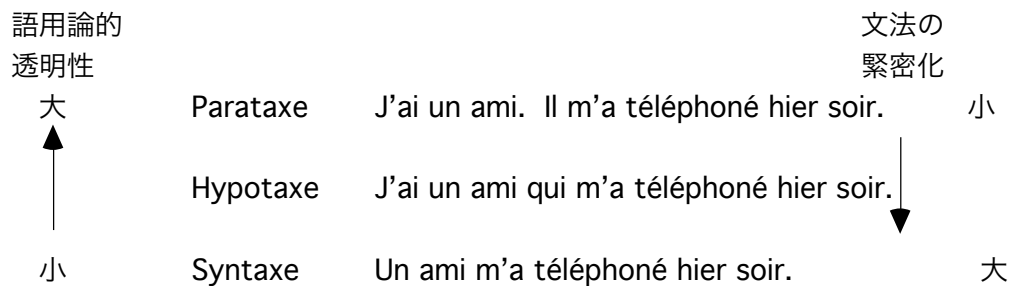 語用論的
透明性
文法の
緊密化
大 Parataxe J'ai un ami. Il m'a téléphoné hier soir. 小
Hypotaxe J'ai un ami qui m'a téléphoné hier soir.
小 Syntaxe Un ami m'a téléphoné hier soir. 大